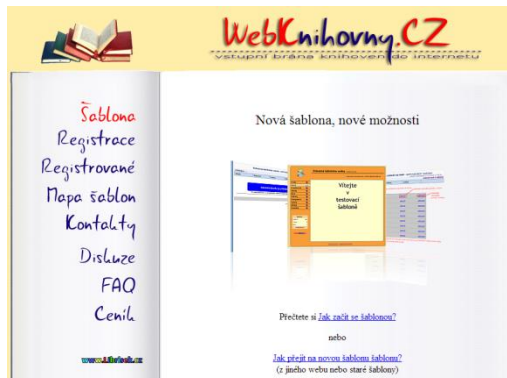 WebKnihovny.CZ
vstupní brána knihoven do internetu
Šablona
Registrace
Registrované
Mapa šablon
Kontakty
Diskuze
FAQ
Ceník
Nová šablona, nové možnosti
Vítejte
v
testovací
šabloně
Přečtete si Jak začít se šablonou?
nebo
Jak přejít na novou šablonu šablonu?
(z jiného webu nebo staré šablony)